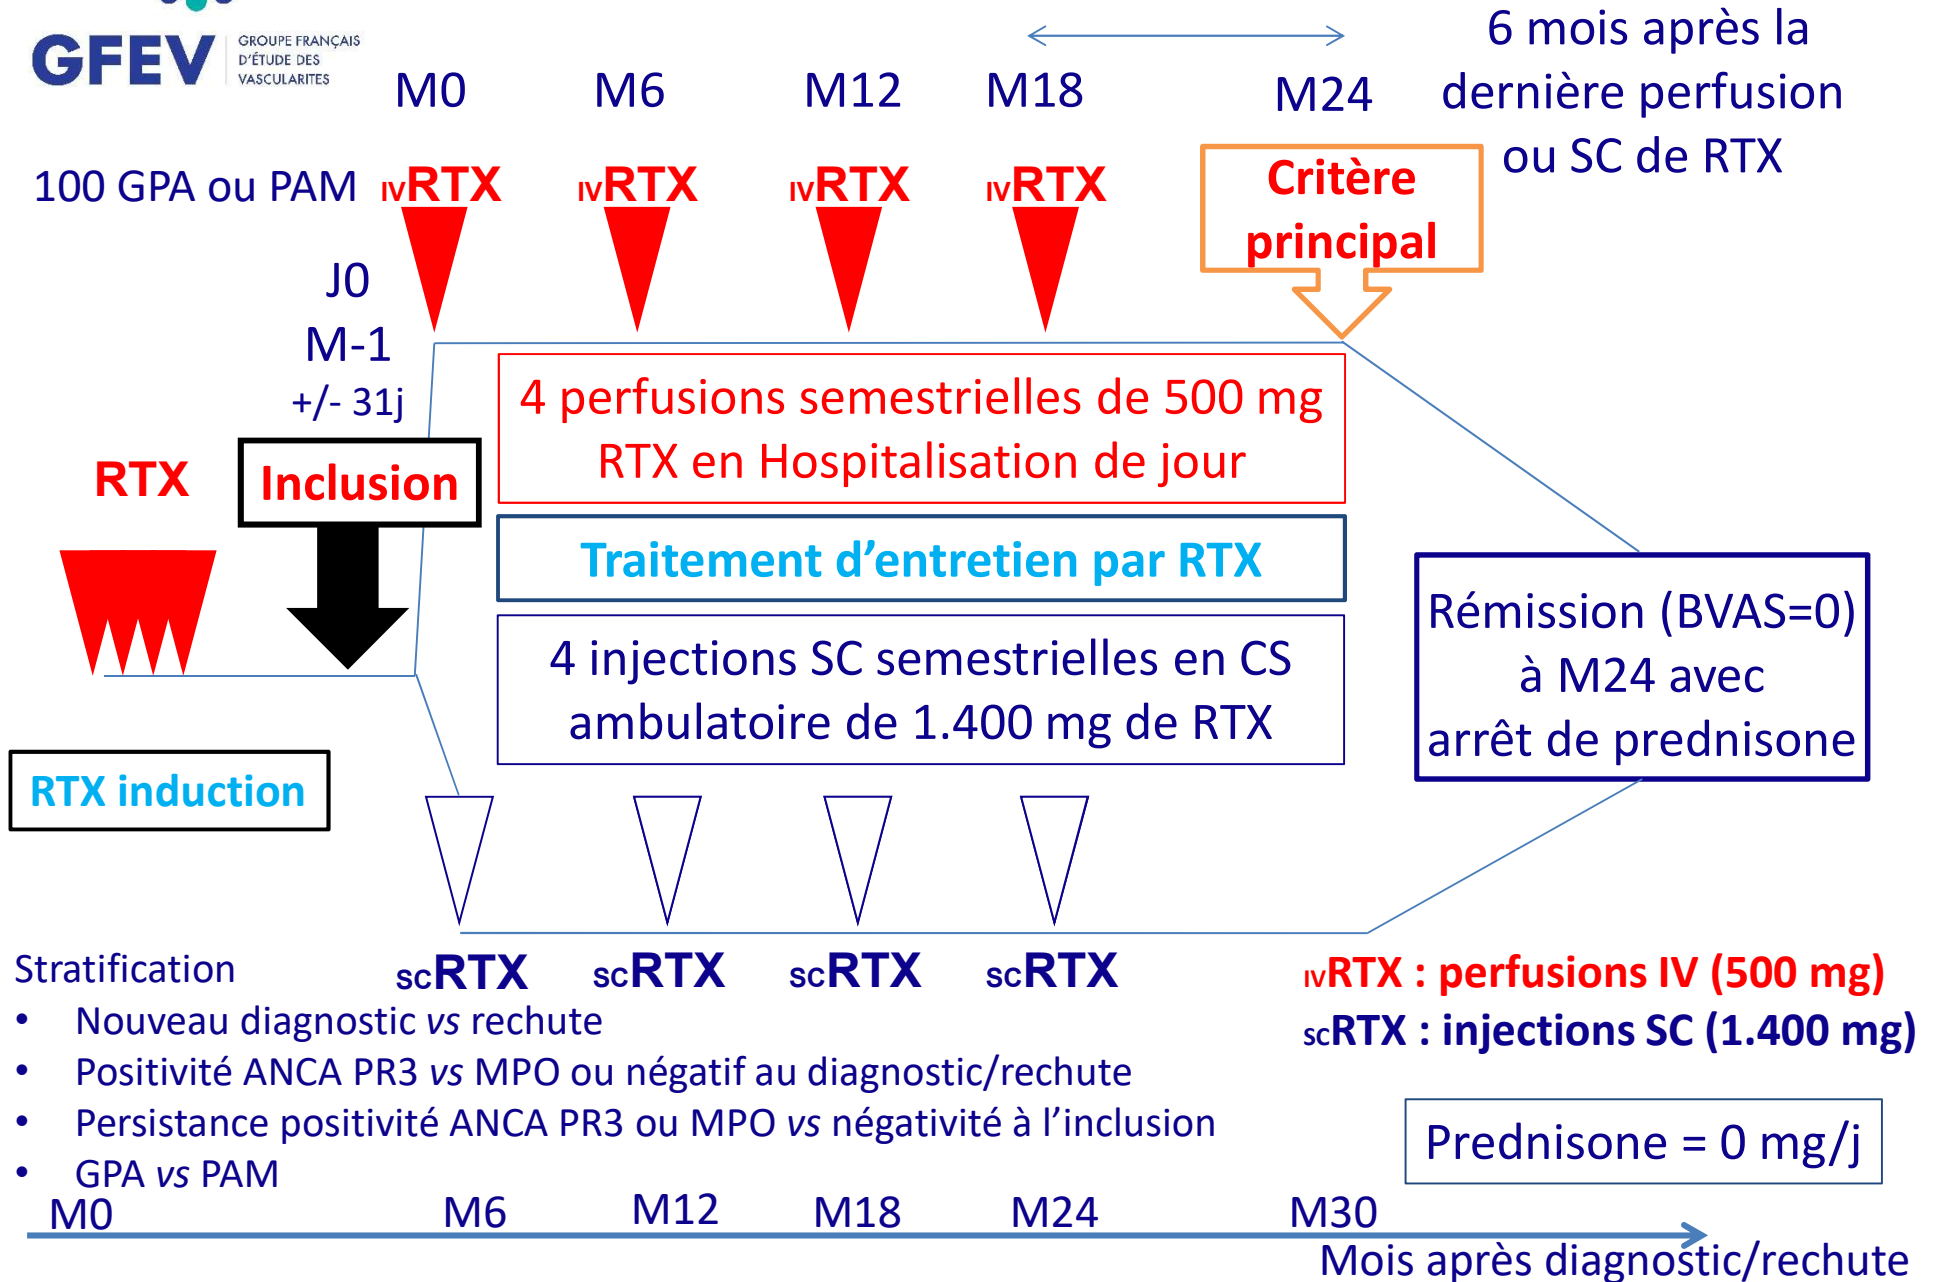 GFEV
GROUPE FRANÇAIS
D'ÉTUDE DES
VASCULARITES
M0 M6 M12 M18 M24
6 mois après la
dernière perfusion
ou SC de RTX
100 GPA ou PAM
IVRTX IVRTX IVRTX IVRTX
Critère
principal
J0
M-1
+/- 31j
4 perfusions semestrielles de 500 mg
RTX en Hospitalisation de jour
RTX
Inclusion
Traitement d’entretien par RTX
4 injections SC semestrielles en CS
ambulatoire de 1.400 mg de RTX
Rémission (BVAS=0)
à M24 avec
arrêt de prednisone
RTX induction
scRTX scRTX scRTX scRTX
Stratification
• Nouveau diagnostic vs rechute
• Positivité ANCA PR3 vs MPO ou négatif au diagnostic/rechute
• Persistance positivité ANCA PR3 ou MPO vs négativité à l’inclusion
• GPA vs PAM
IVRTX : perfusions IV (500 mg)
scRTX : injections SC (1.400 mg)
Prednisone = 0 mg/j
M0 M6 M12 M18 M24 M30
Mois après diagnostic/rechute